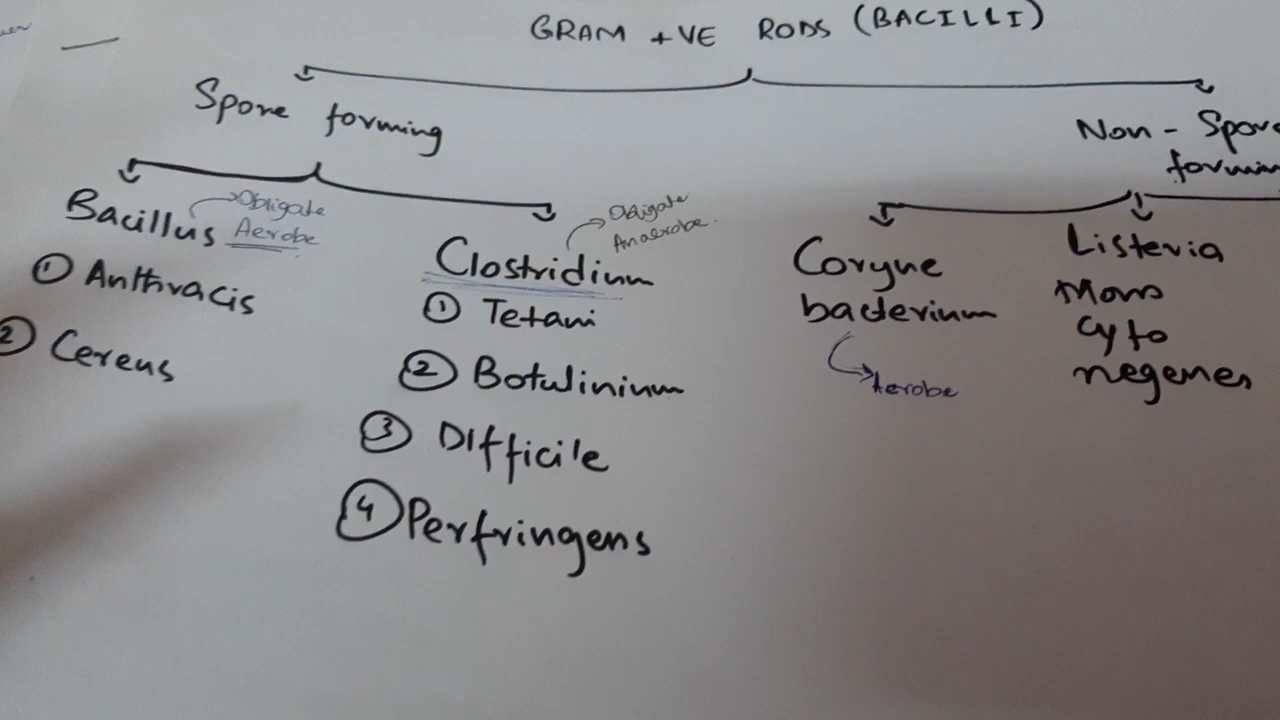 GRAM +VE RODS (BACILLI)
Spore forming
Non - Spore
formin
Bacillus
Obligate
Aerobe
① Anthracis
② Cereus
Clostridium
Obligate
Anaerobe
① Tetani
② Botulinium
③ Difficile
④ Perfringens
Coryne
bacterium
Aerobe
Listeria
Mono
Cyto
negenes